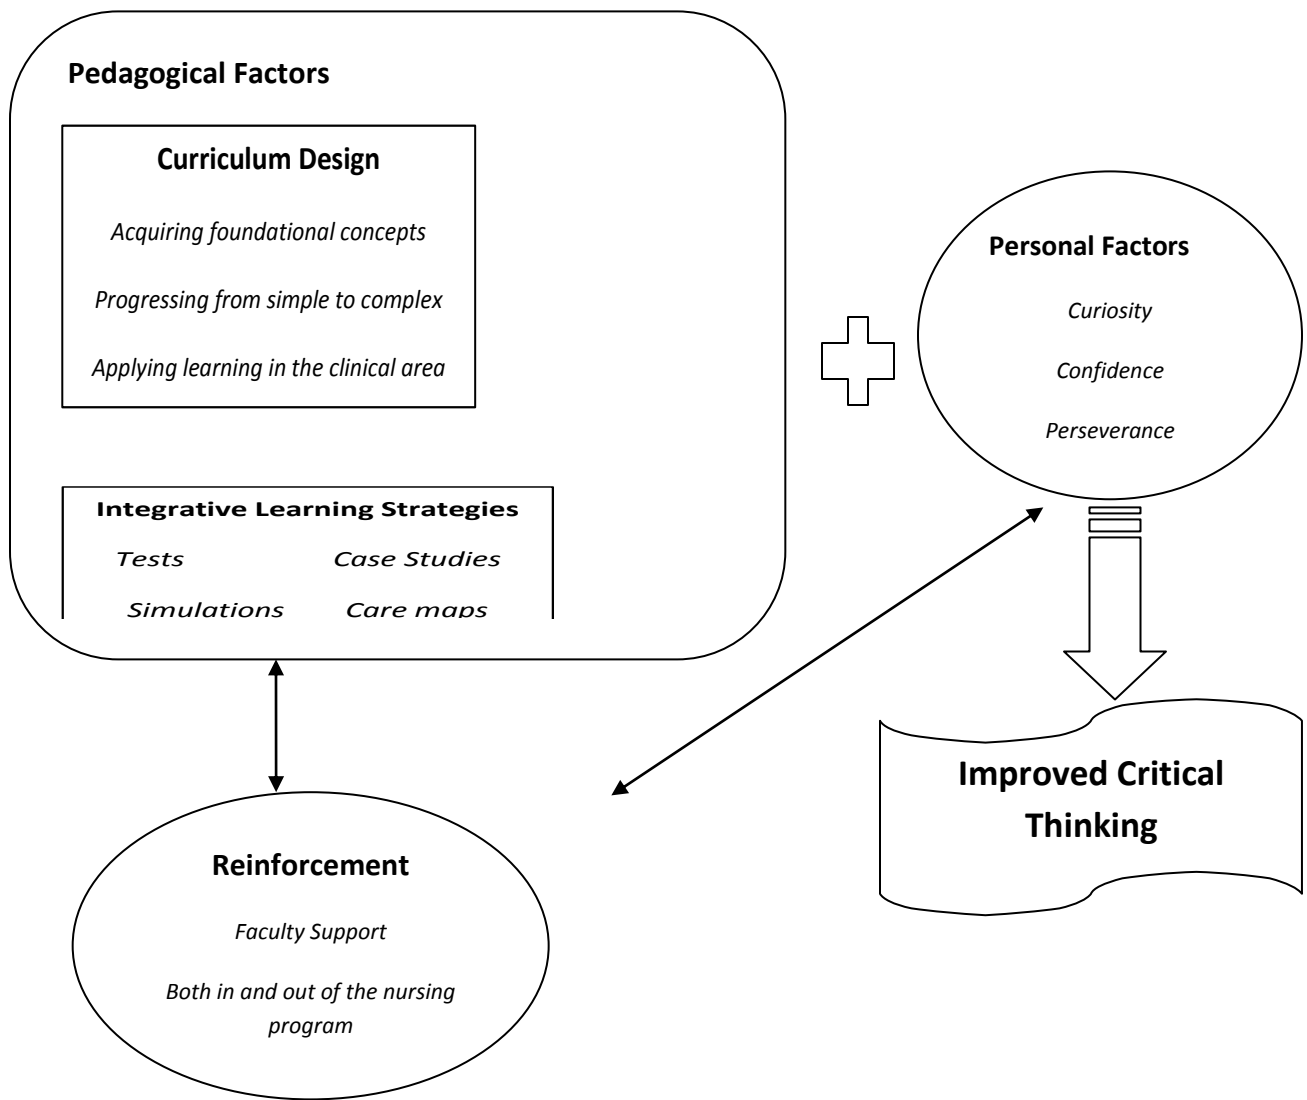 Pedagogical Factors
Curriculum Design
Acquiring foundational concepts
Progressing from simple to complex
Applying learning in the clinical area
Integrative Learning Strategies
Tests Case Studies
Simulations Care maps
Personal Factors
Curiosity
Confidence
Perseverance
Improved Critical
Thinking
Reinforcement
Faculty Support
Both in and out of the nursing
program